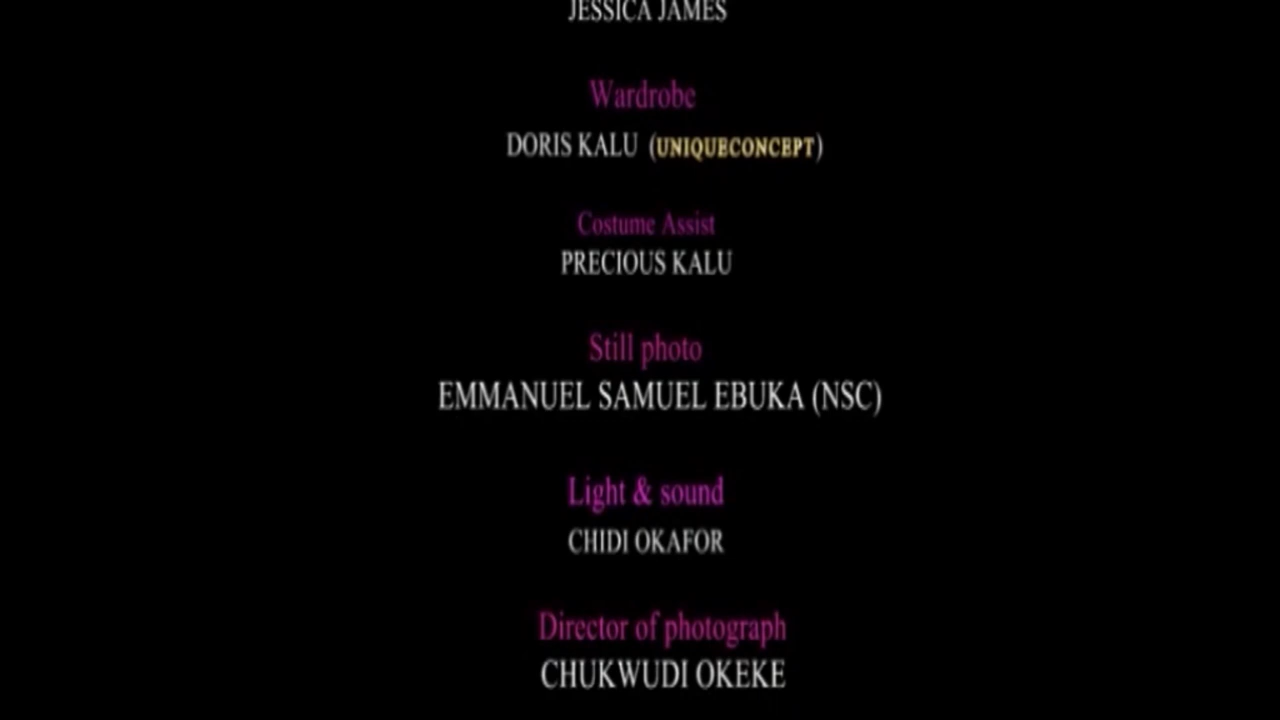 JESSICA JAMES
Wardrobe
DORIS KALU (UNIQUECONCEPT)
Costume Assist
PRECIOUS KALU
Still photo
EMMANUEL SAMUEL EBUKA (NSC)
Light & sound
CHIDI OKAFOR
Director of photograph
CHUKWUDI OKEKE